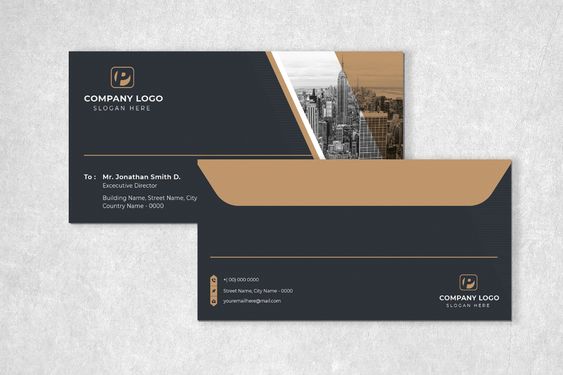 P
COMPANY LOGO
SLOGAN HERE
To : Mr. Jonathan Smith D.
Excecutive Director
Building Name, Street Name, City
Country Name - 0000
+( 00) 000 0000
Street Name, City Name - 0000
youremailhere@mail.com
P
COMPANY LOGO
SLOGAN HERE